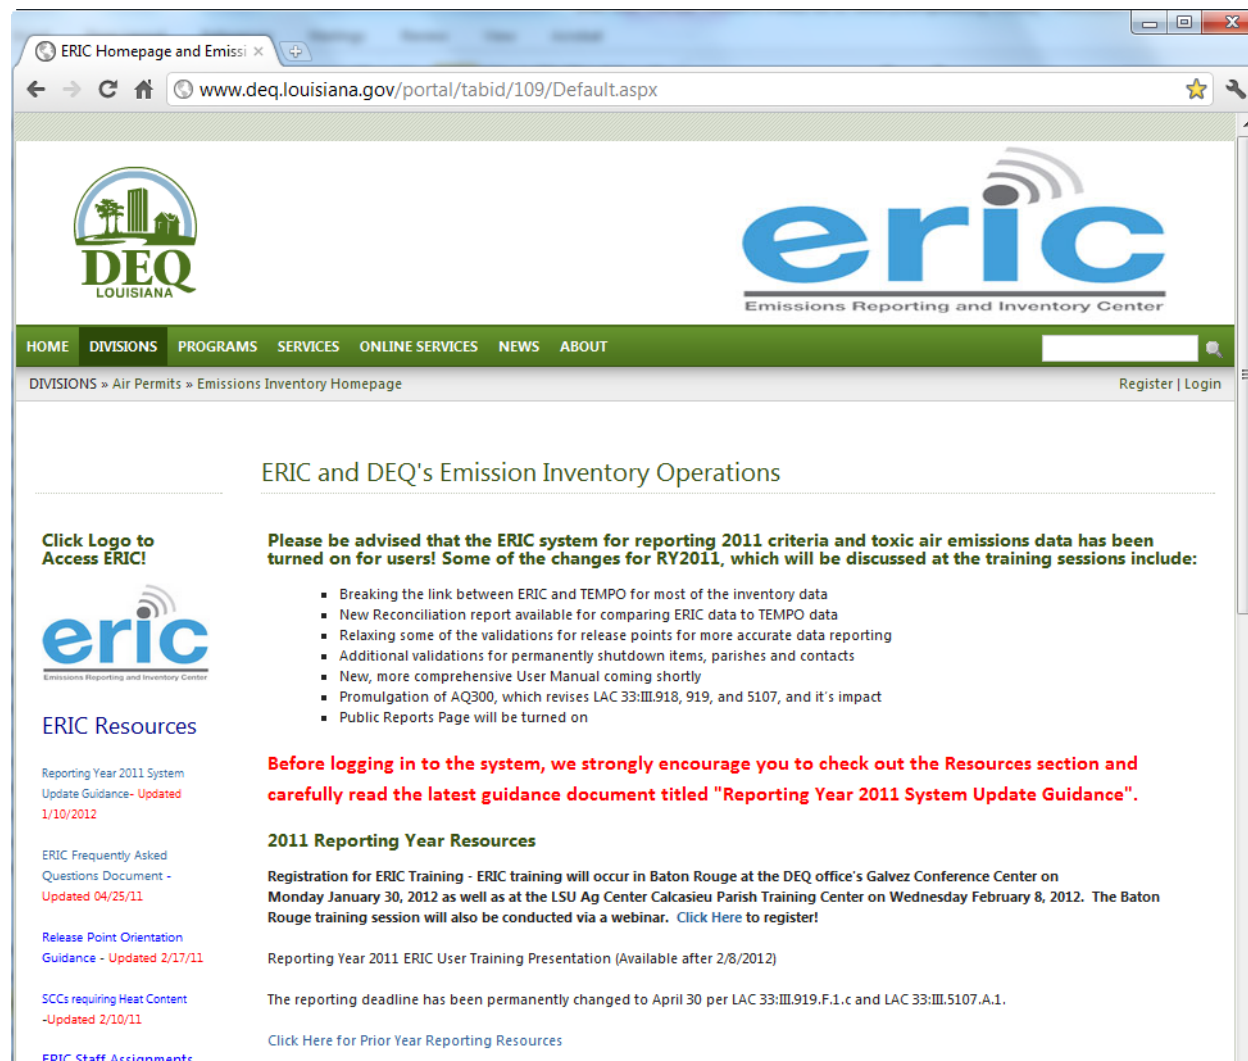 ERIC Homepage and Emissi
www.deq.louisiana.gov/portal/tabid/109/Default.aspx
DEQ
LOUISIANA
eric
Emissions Reporting and Inventory Center
HOME DIVISIONS PROGRAMS SERVICES ONLINE SERVICES NEWS ABOUT
DIVISIONS » Air Permits » Emissions Inventory Homepage
Register | Login
ERIC and DEQ's Emission Inventory Operations
Click Logo to
Access ERIC!
eric
Emissions Reporting and Inventory Center
ERIC Resources
Reporting Year 2011 System
Update Guidance- Updated
1/10/2012
ERIC Frequently Asked
Questions Document -
Updated 04/25/11
Release Point Orientation
Guidance - Updated 2/17/11
SCCs requiring Heat Content
-Updated 2/10/11
ERIC Staff Assignments
Please be advised that the ERIC system for reporting 2011 criteria and toxic air emissions data has been
turned on for users! Some of the changes for RY2011, which will be discussed at the training sessions include:
▪ Breaking the link between ERIC and TEMPO for most of the inventory data
▪ New Reconciliation report available for comparing ERIC data to TEMPO data
▪ Relaxing some of the validations for release points for more accurate data reporting
▪ Additional validations for permanently shutdown items, parishes and contacts
▪ New, more comprehensive User Manual coming shortly
▪ Promulgation of AQ300, which revises LAC 33:III.918, 919, and 5107, and it's impact
▪ Public Reports Page will be turned on
Before logging in to the system, we strongly encourage you to check out the Resources section and
carefully read the latest guidance document titled "Reporting Year 2011 System Update Guidance".
2011 Reporting Year Resources
Registration for ERIC Training - ERIC training will occur in Baton Rouge at the DEQ office's Galvez Conference Center on
Monday January 30, 2012 as well as at the LSU Ag Center Calcasieu Parish Training Center on Wednesday February 8, 2012. The Baton
Rouge training session will also be conducted via a webinar. Click Here to register!
Reporting Year 2011 ERIC User Training Presentation (Available after 2/8/2012)
The reporting deadline has been permanently changed to April 30 per LAC 33:III.919.F.1.c and LAC 33:III.5107.A.1.
Click Here for Prior Year Reporting Resources